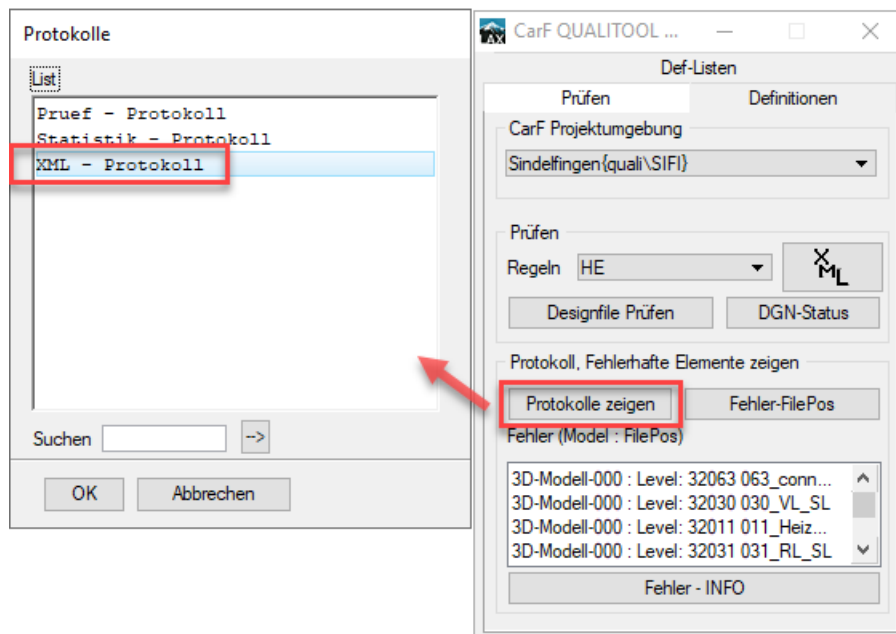 Protokolle
List
Pruef - Protokoll
Statistik - Protokoll
XML - Protokoll
Suchen
-->
OK
Abbrechen
AX
CarF QUALITOOL ...
Def-Listen
Prüfen
Definitionen
CarF Projektumgebung
Sindelfingen{quali\SIFI}
Prüfen
Regeln
HE
XML
Designfile Prüfen
DGN-Status
Protokoll, Fehlerhafte Elemente zeigen
Protokolle zeigen
Fehler-FilePos
Fehler (Model : FilePos)
3D-Modell-000 : Level: 32063 063_conn...
3D-Modell-000 : Level: 32030 030_VL_SL
3D-Modell-000 : Level: 32011 011_Heiz...
3D-Modell-000 : Level: 32031 031_RL_SL
Fehler - INFO